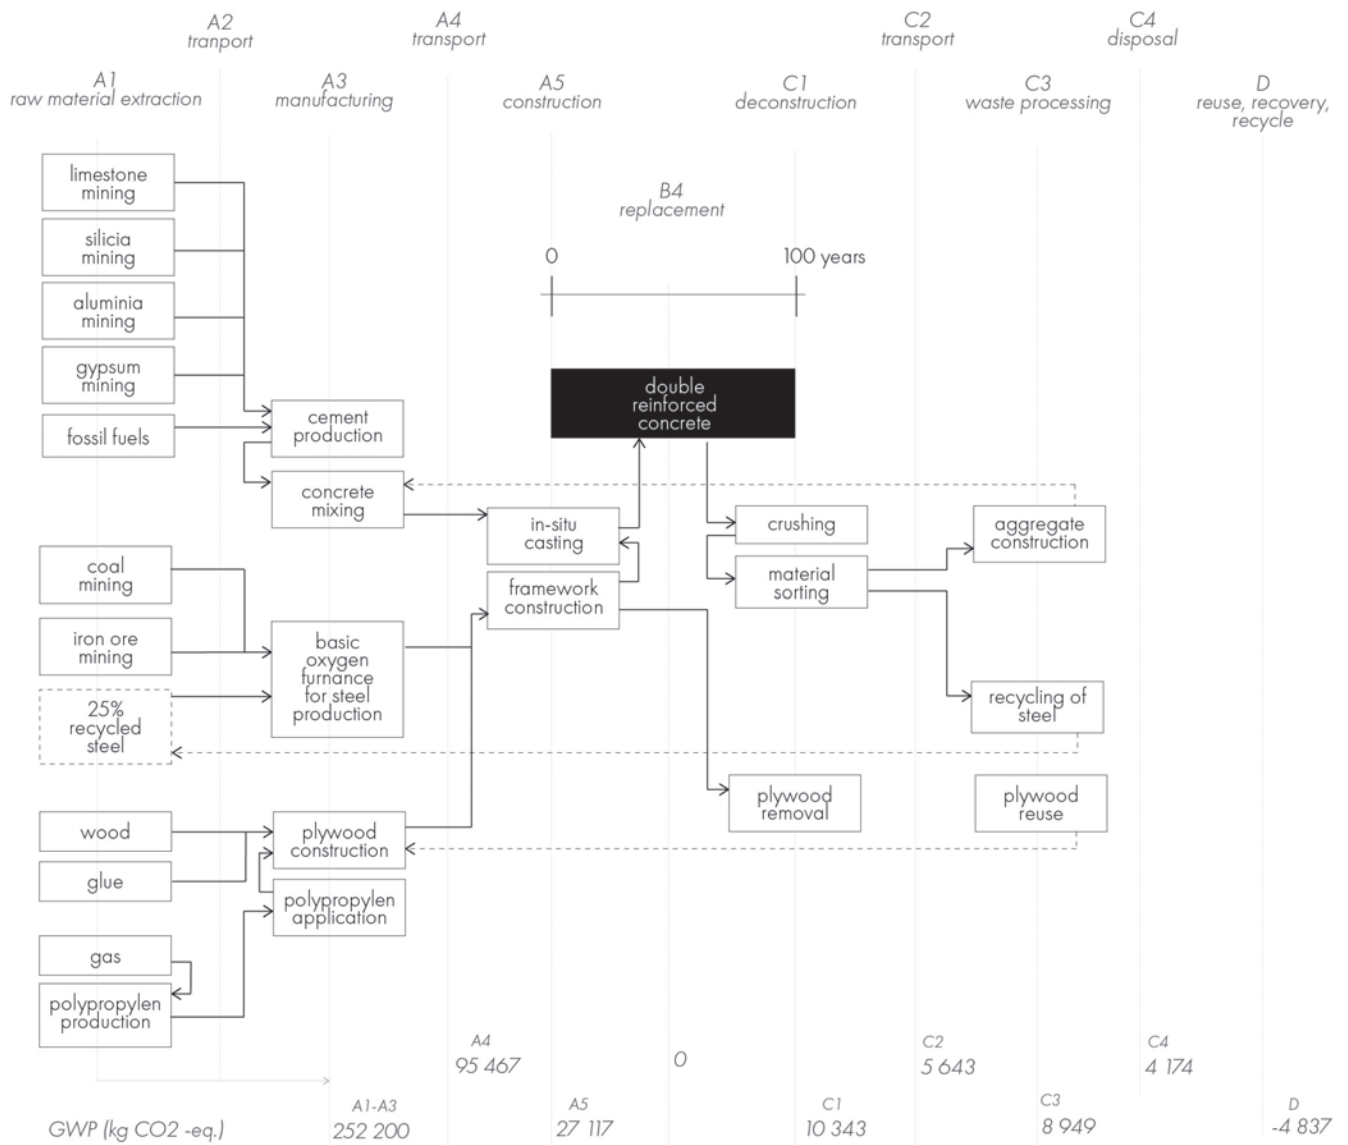 A2
tranport
A4
transport
C2
transport
C4
disposal
A1
raw material extraction
A3
manufacturing
A5
construction
C1
deconstruction
C3
waste processing
D
reuse, recovery,
recycle
B4
replacement
0
100 years
limestone
mining
silicia
mining
aluminia
mining
gypsum
mining
fossil fuels
cement
production
concrete
mixing
double
reinforced
concrete
in-situ
casting
framework
construction
crushing
material
sorting
aggregate
construction
coal
mining
iron ore
mining
25%
recycled
steel
basic
oxygen
furnance
for steel
production
recycling of
steel
plywood
removal
plywood
reuse
wood
glue
plywood
construction
polypropylen
application
gas
polypropylen
production
A4
95 467
0
C2
5 643
C4
4 174
GWP (kg CO2 -eq.)
A1-A3
252 200
A5
27 117
C1
10 343
C3
8 949
D
-4 837